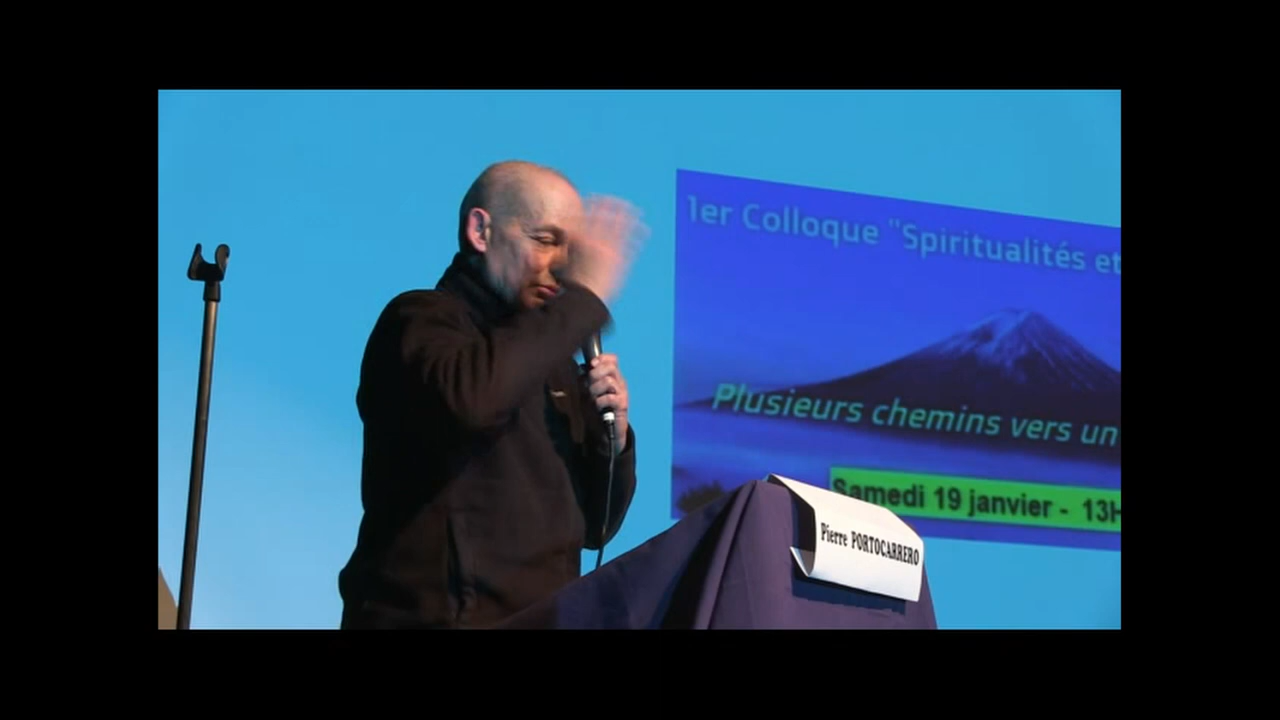 1er Colloque "Spiritualités et
Plusieurs chemins vers un
Samedi 19 janvier - 13H
Pierre PORTOCARRERO